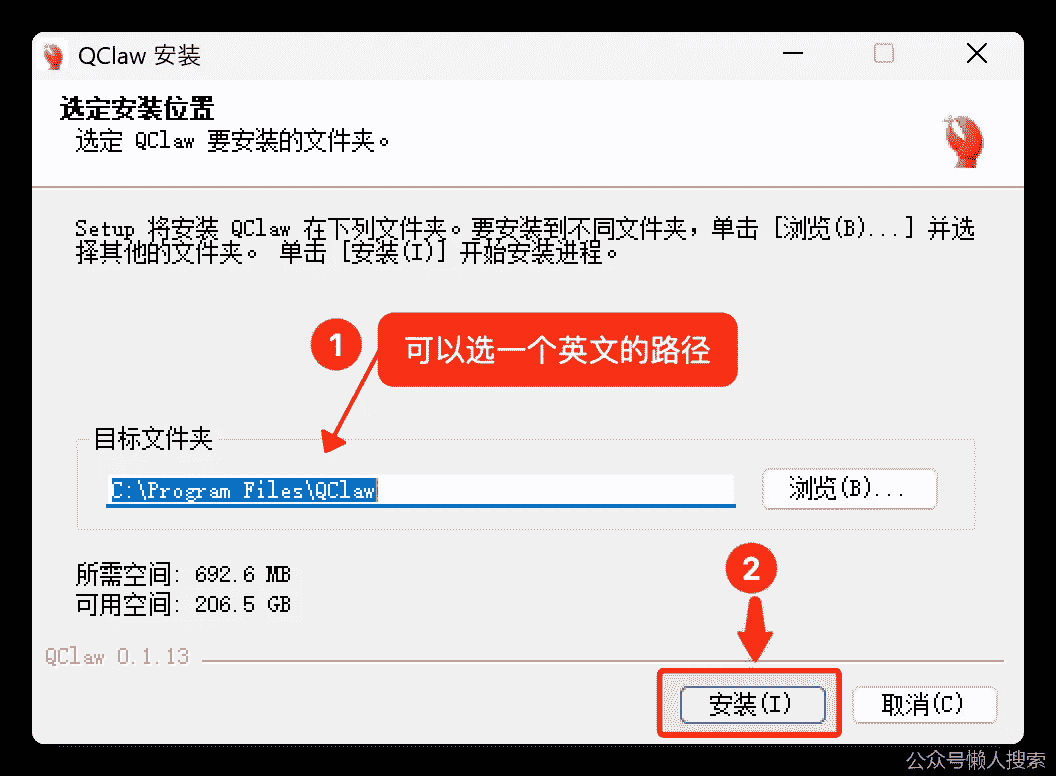 QClaw 安装
选定安装位置
选定 QClaw 要安装的文件夹。
Setup 将安装 QClaw 在下列文件夹。要安装到不同文件夹，单击 [浏览(B)...] 并选
择其他的文件夹。 单击 [安装(I)] 开始安装进程。
1 可以选一个英文的路径
目标文件夹
C:\Program Files\QClaw 浏览(B)...
所需空间: 692.6 MB
可用空间: 206.5 GB
2
QClaw 0.1.13
安装(I) 取消(C)
公众号懒人搜索